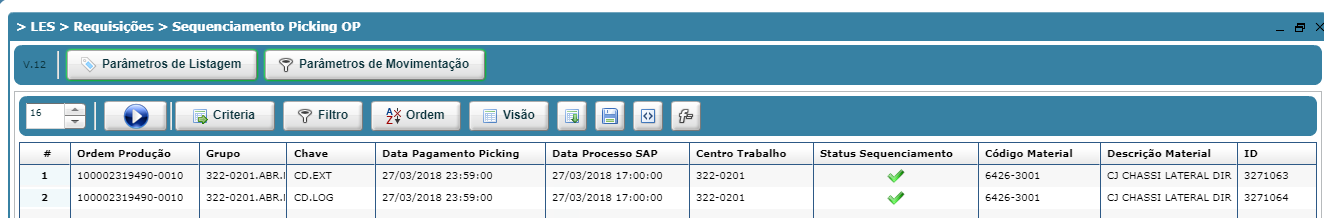 > LES > Requisições > Sequenciamento Picking OP
V.12 Parâmetros de Listagem Parâmetros de Movimentação
16 Criteria Filtro Ordem Visão
# Ordem Produção Grupo Chave Data Pagamento Picking Data Processo SAP Centro Trabalho Status Sequenciamento Código Material Descrição Material ID
1 100002319490-0010 322-0201.ABR. CD.EXT 27/03/2018 23:59:00 27/03/2018 17:00:00 322-0201 6426-3001 CJ CHASSI LATERAL DIR 3271063
2 100002319490-0010 322-0201.ABR. CD.LOG 27/03/2018 23:59:00 27/03/2018 17:00:00 322-0201 6426-3001 CJ CHASSI LATERAL DIR 3271064